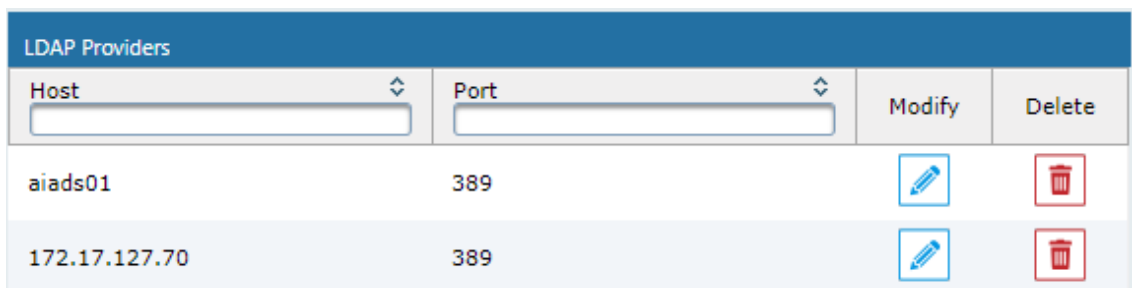 LDAP Providers
Host Port Modify Delete
aiads01 389
172.17.127.70 389